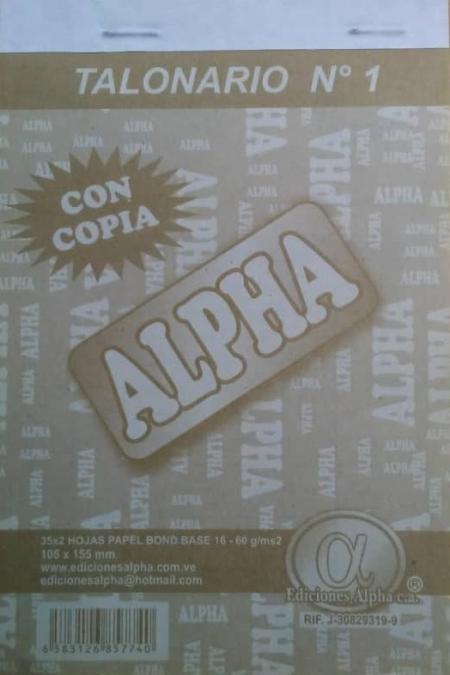 TALONARIO N° 1
CON
COPIA
ALPHA
35x2 HOJAS PAPEL BOND BASE 16 - 60 g/ms2
105 x 155 mm
www.edicionesalpha.com.ve
edicionesalpha@hotmail.com
α
Ediciones Alpha c.a.®
RIF. J-30829319-9
6583126857740